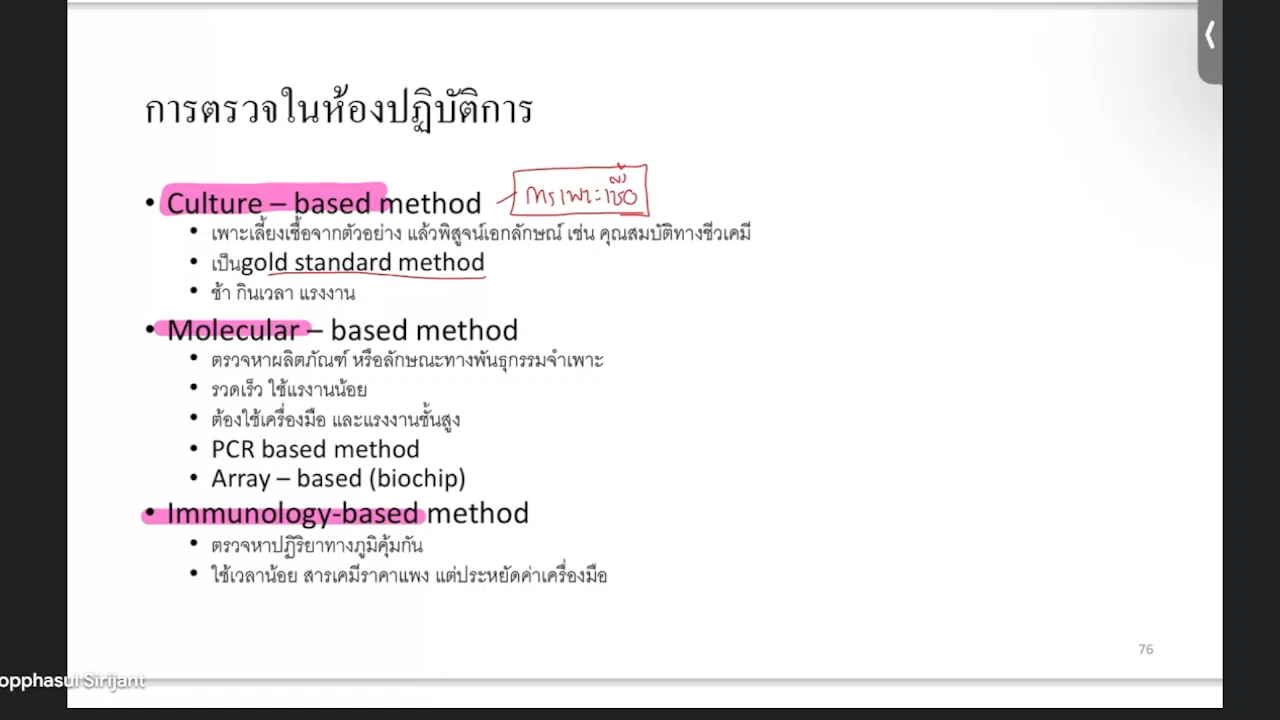 การตรวจในห้องปฏิบัติการ
• Culture – based method
การเพาะเชื้อ
• เพาะเลี้ยงเชื้อจากตัวอย่าง แล้วพิสูจน์เอกลักษณ์ เช่น คุณสมบัติทางชีวเคมี
• เป็นgold standard method
• ช้า กินเวลา แรงงาน
• Molecular – based method
• ตรวจหาผลิตภัณฑ์ หรือลักษณะทางพันธุกรรมจำเพาะ
• รวดเร็ว ใช้แรงานน้อย
• ต้องใช้เครื่องมือ และแรงงานชั้นสูง
• PCR based method
• Array – based (biochip)
• Immunology-based method
• ตรวจหาปฏิริยาทางภูมิคุ้มกัน
• ใช้เวลาน้อย สารเคมีราคาแพง แต่ประหยัดค่าเครื่องมือ
76
opphasul Sirijant